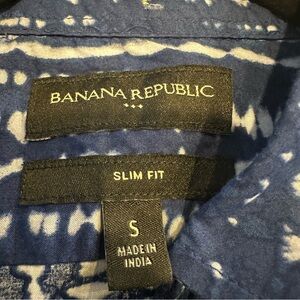 BANANA REPUBLIC
SLIM FIT
S
MADE IN
INDIA